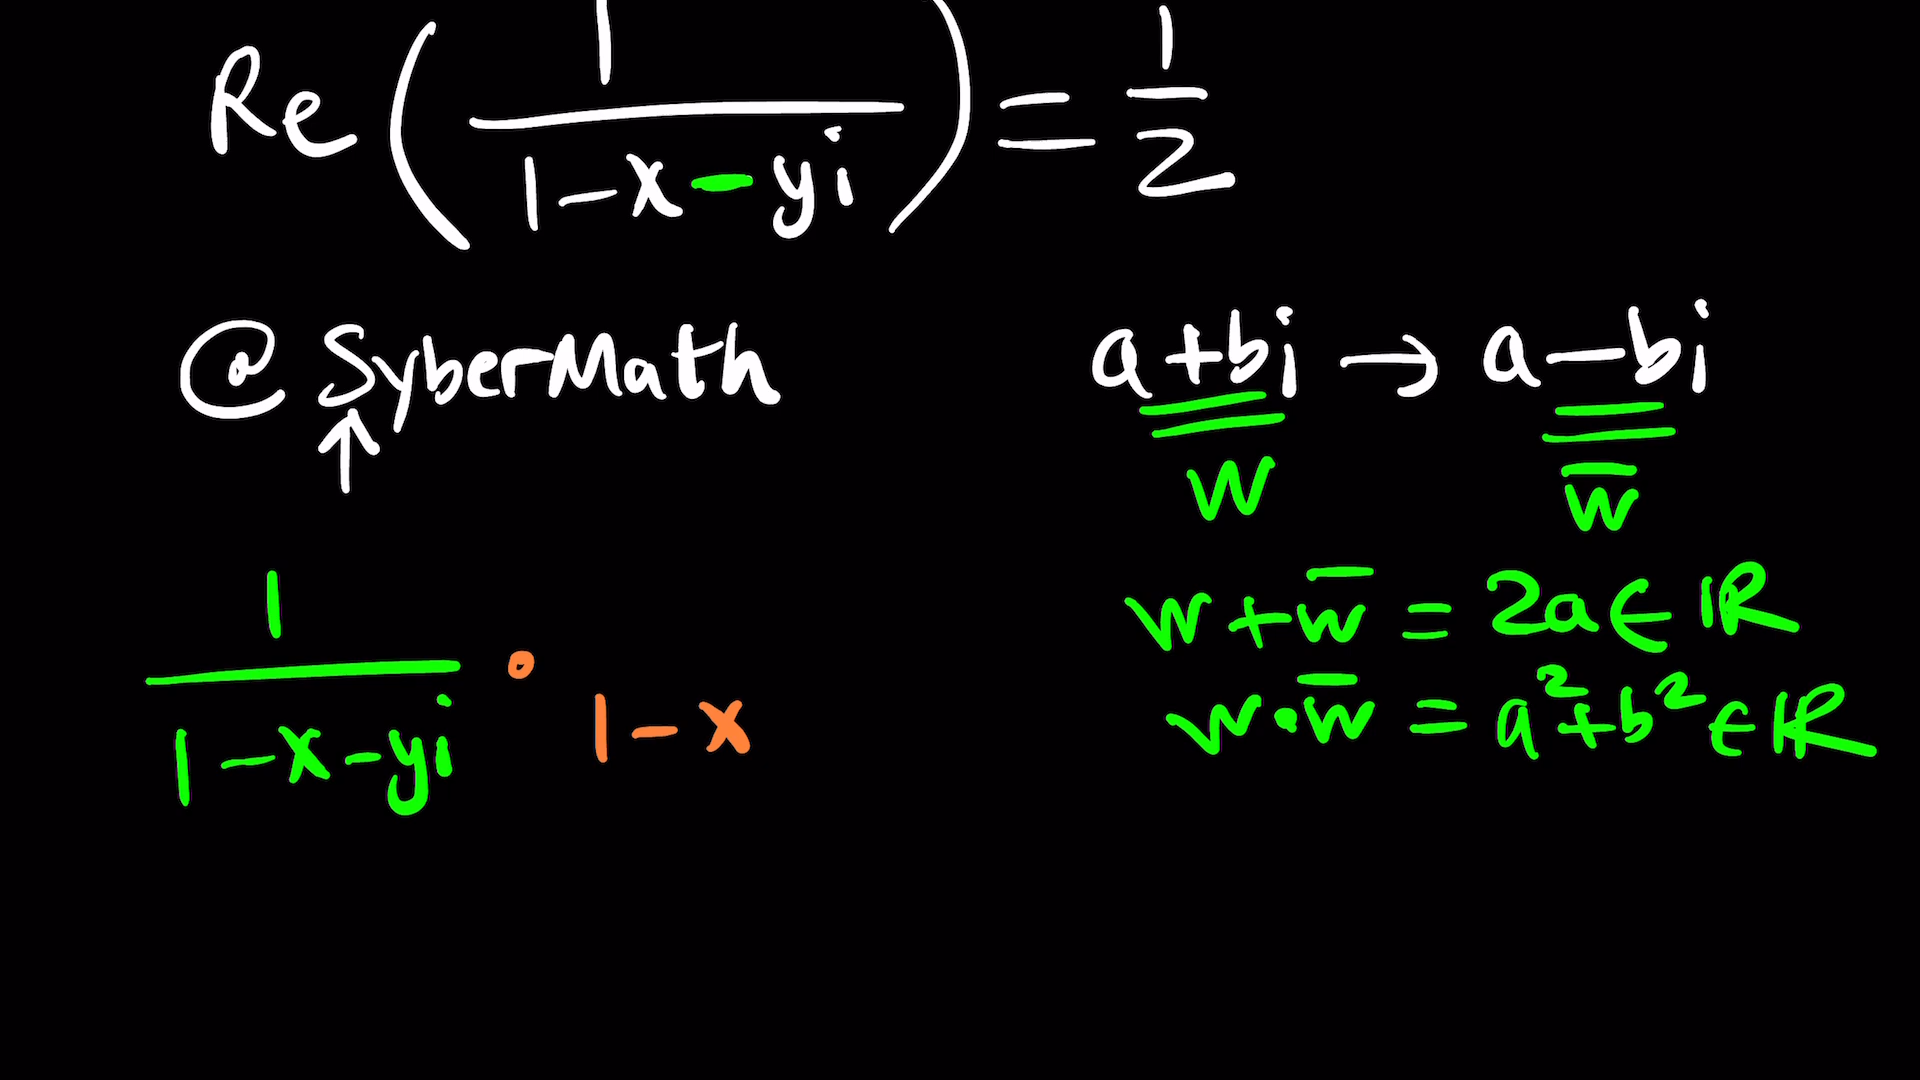 Re(1/(1-x-yi)) = 1/2
@SyberMath
↑
a+bi → a-bi
w w̅
w + w̅ = 2a ∈ ℝ
w • w̅ = a² + b² ∈ ℝ
1/(1-x-yi) • 1-x